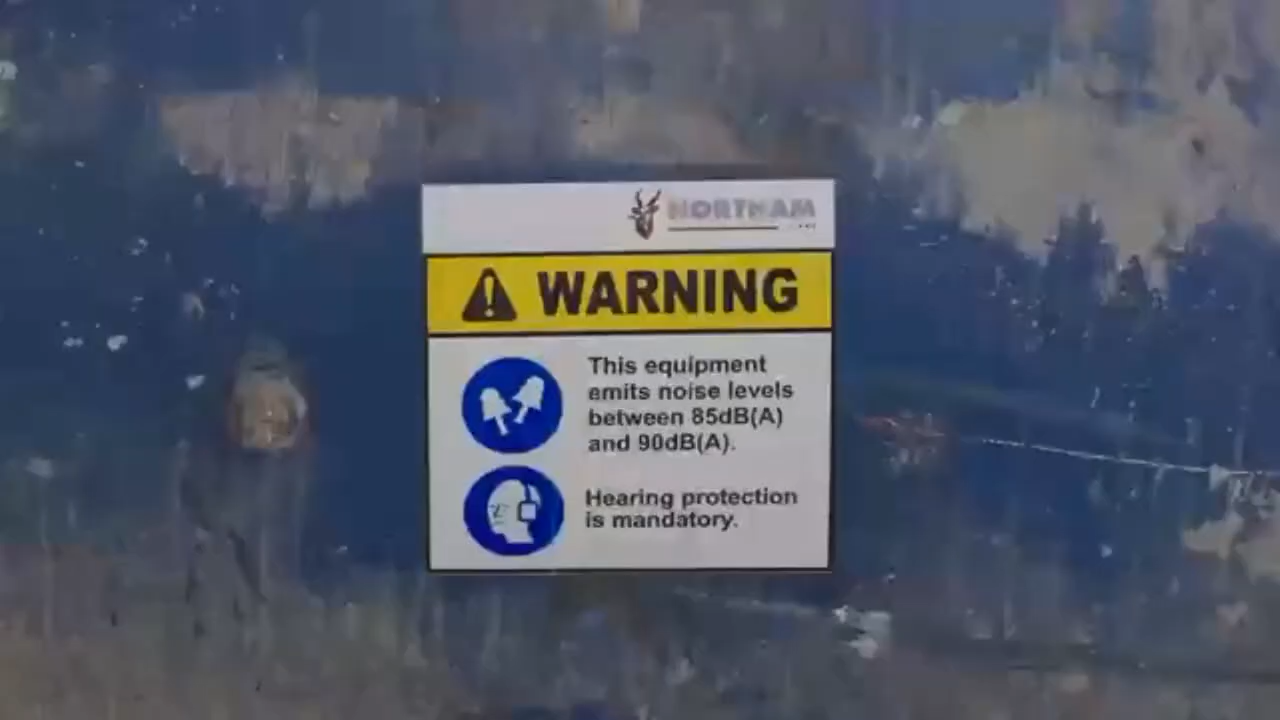 NORTHAM
WARNING
This equipment
emits noise levels
between 85dB(A)
and 90dB(A).
Hearing protection
is mandatory.